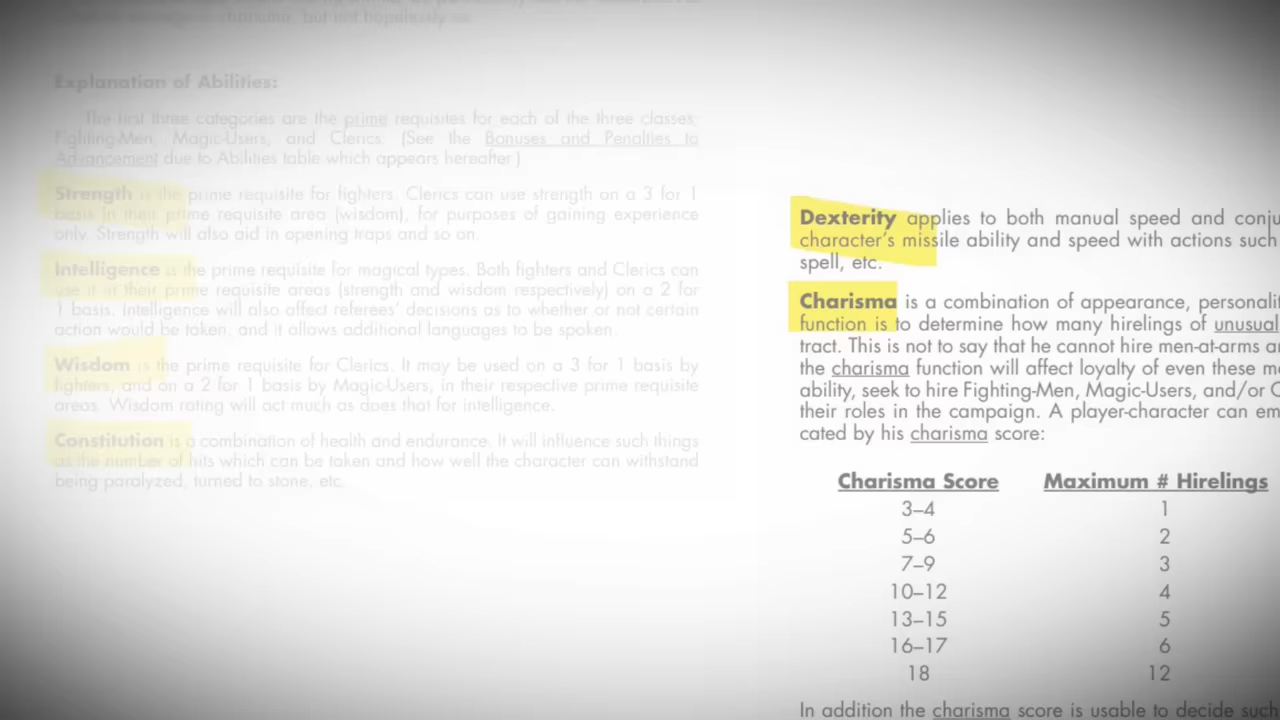 charisma, but not hopelessly so.
Explanation of Abilities:
The first three categories are the prime requisites for each of the three classes,
Fighting-Men, Magic-Users, and Clerics. (See the Bonuses and Penalties to
Advancement due to Abilities table which appears hereafter.)
Strength is the prime requisite for fighters. Clerics can use strength on a 3 for 1
basis in their prime requisite area (wisdom), for purposes of gaining experience
only. Strength will also aid in opening traps and so on.
Intelligence is the prime requisite for magical types. Both fighters and Clerics can
use it in their prime requisite areas (strength and wisdom respectively) on a 2 for
1 basis. Intelligence will also affect referees' decisions as to whether or not certain
action would be taken, and it allows additional languages to be spoken.
Wisdom is the prime requisite for Clerics. It may be used on a 3 for 1 basis by
fighters, and on a 2 for 1 basis by Magic-Users, in their respective prime requisite
areas. Wisdom rating will act much as does that for intelligence.
Constitution is a combination of health and endurance. It will influence such things
as the number of hits which can be taken and how well the character can withstand
being paralyzed, turned to stone, etc.
Dexterity applies to both manual speed and conju
character's missile ability and speed with actions such
spell, etc.
Charisma is a combination of appearance, personalit
function is to determine how many hirelings of unusual
tract. This is not to say that he cannot hire men-at-arms a
the charisma function will affect loyalty of even these m
ability, seek to hire Fighting-Men, Magic-Users, and/or C
their roles in the campaign. A player-character can em
cated by his charisma score:
Charisma Score Maximum # Hirelings
3–4 1
5–6 2
7–9 3
10–12 4
13–15 5
16–17 6
18 12
In addition the charisma score is usable to decide such